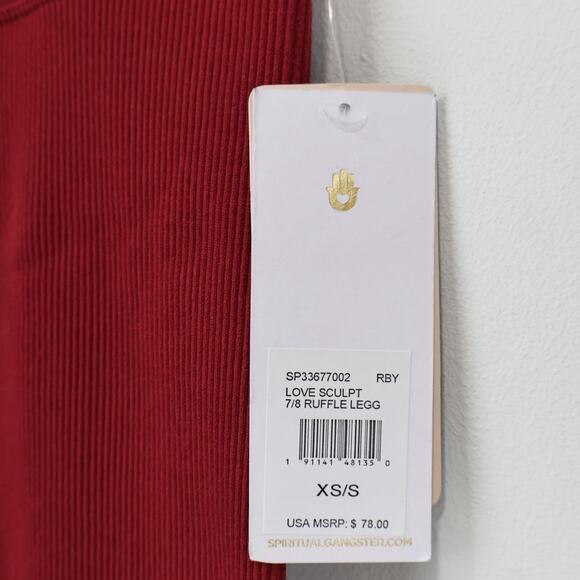 SP33677002 RBY
LOVE SCULPT
7/8 RUFFLE LEGG
1 91141 48135 0
XS/S
USA MSRP: $ 78.00
SPIRITUALGANGSTER.COM